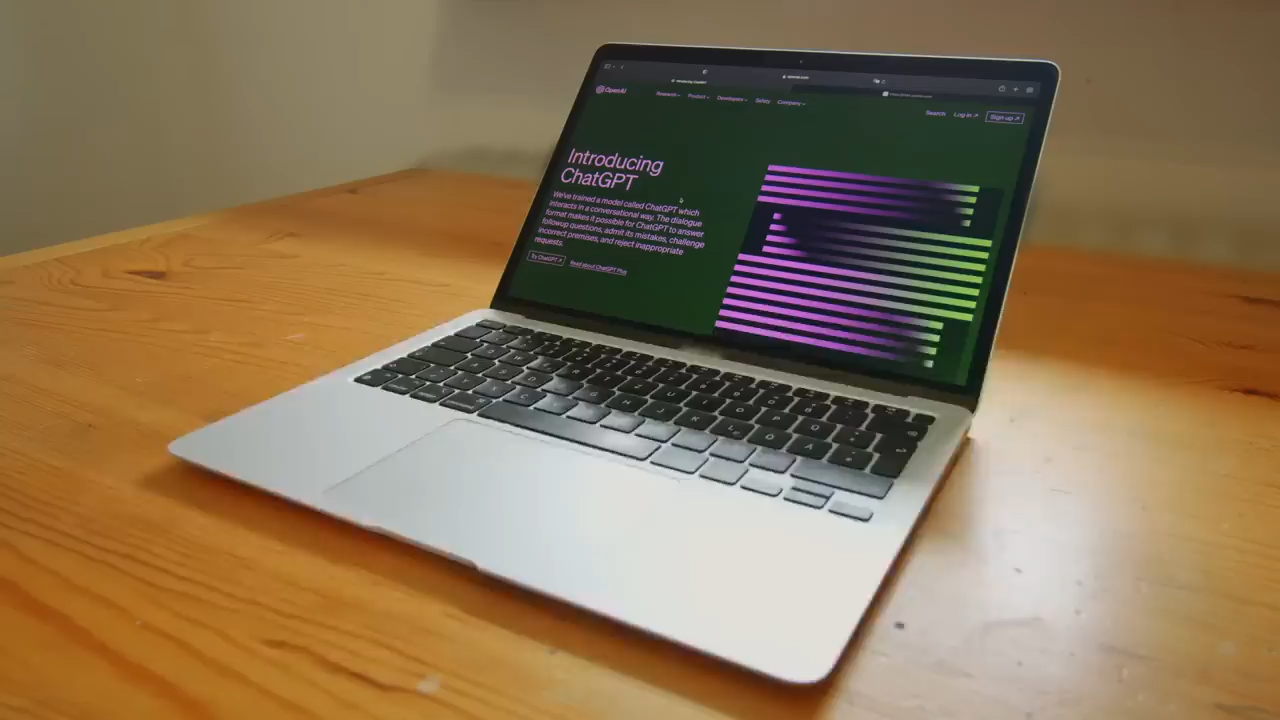 OpenAI
Research Product Developers Safety Company
Search Log in ↗ Sign up ↗
Introducing
ChatGPT
We've trained a model called ChatGPT which
interacts in a conversational way. The dialogue
format makes it possible for ChatGPT to answer
followup questions, admit its mistakes, challenge
incorrect premises, and reject inappropriate
requests.
Try ChatGPT ↗ Read about ChatGPT Plus